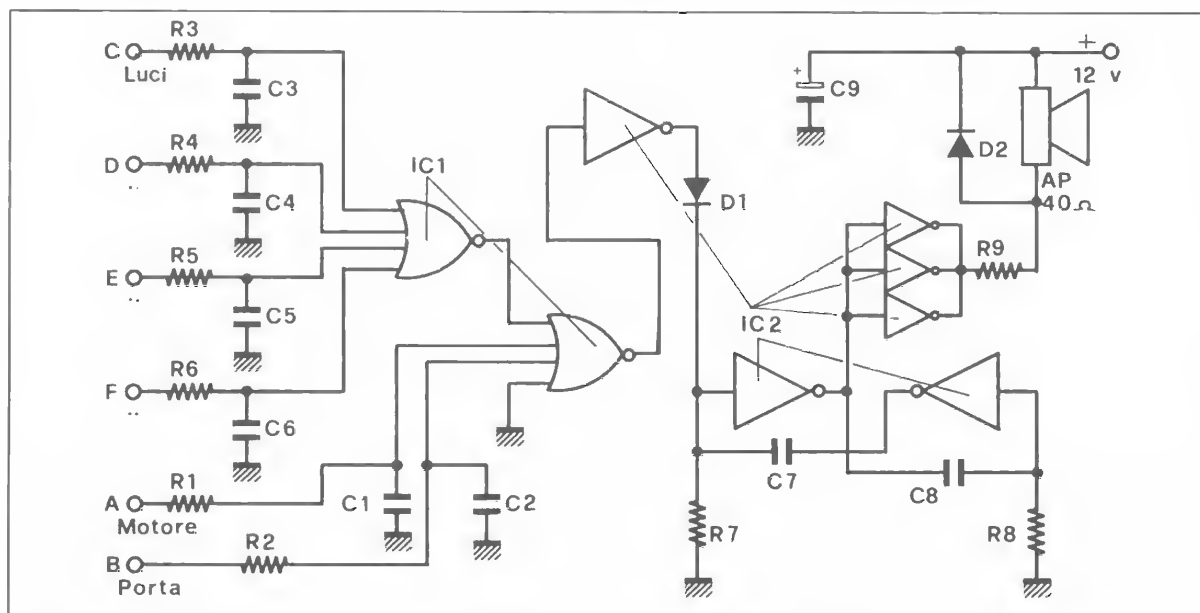 R3
C
Luci
C3
+
12 v
+
C9
D2
AP
40Ω
R4
D
..
C4
IC1
D1
R5
E
C5
R9
IC2
R6
F
..
C6
R1
A
Motore
C1
C2
C7
C8
R7
R8
R2
B
Porta